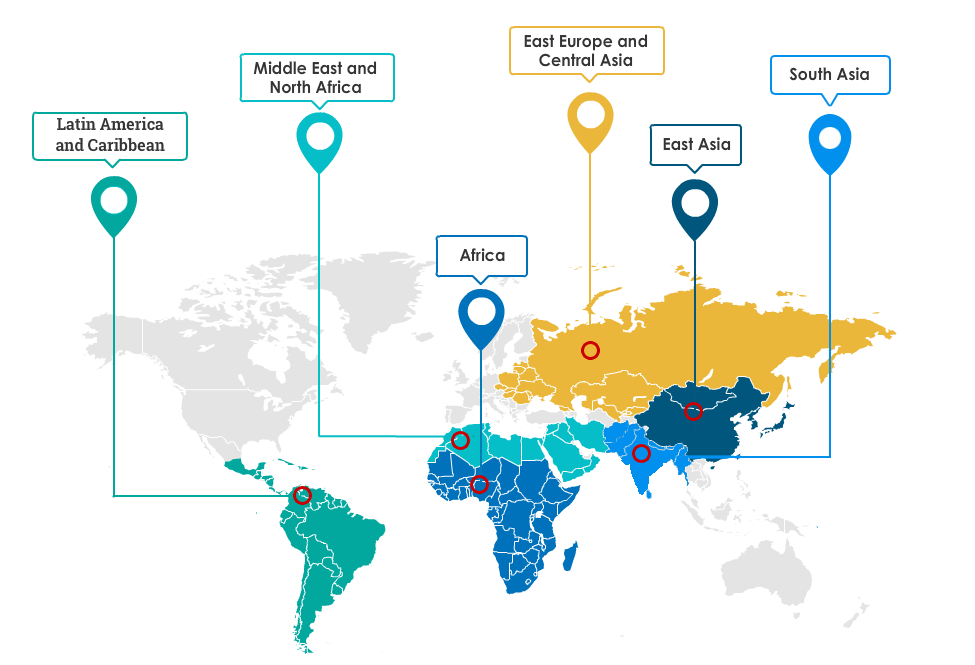 East Europe and
Central Asia
Middle East and
North Africa
South Asia
Latin America
and Caribbean
East Asia
Africa